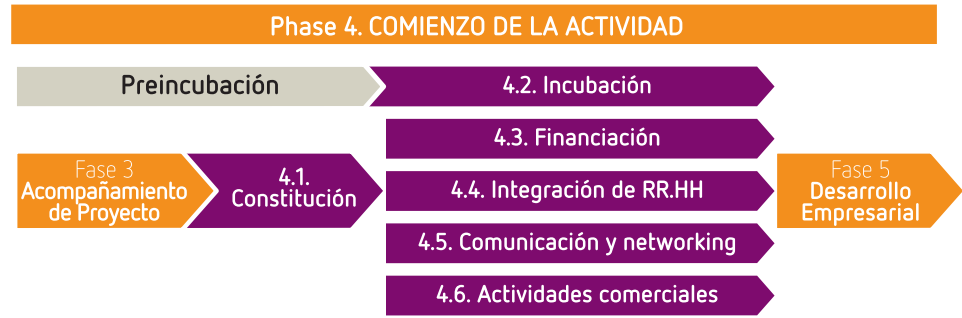 Phase 4. COMIENZO DE LA ACTIVIDAD
Preincubación
4.2. Incubación
4.3. Financiación
Fase 3
Acompañamiento
de Proyecto
4.1.
Constitución
4.4. Integración de RR.HH
Fase 5
Desarrollo
Empresarial
4.5. Comunicación y networking
4.6. Actividades comerciales